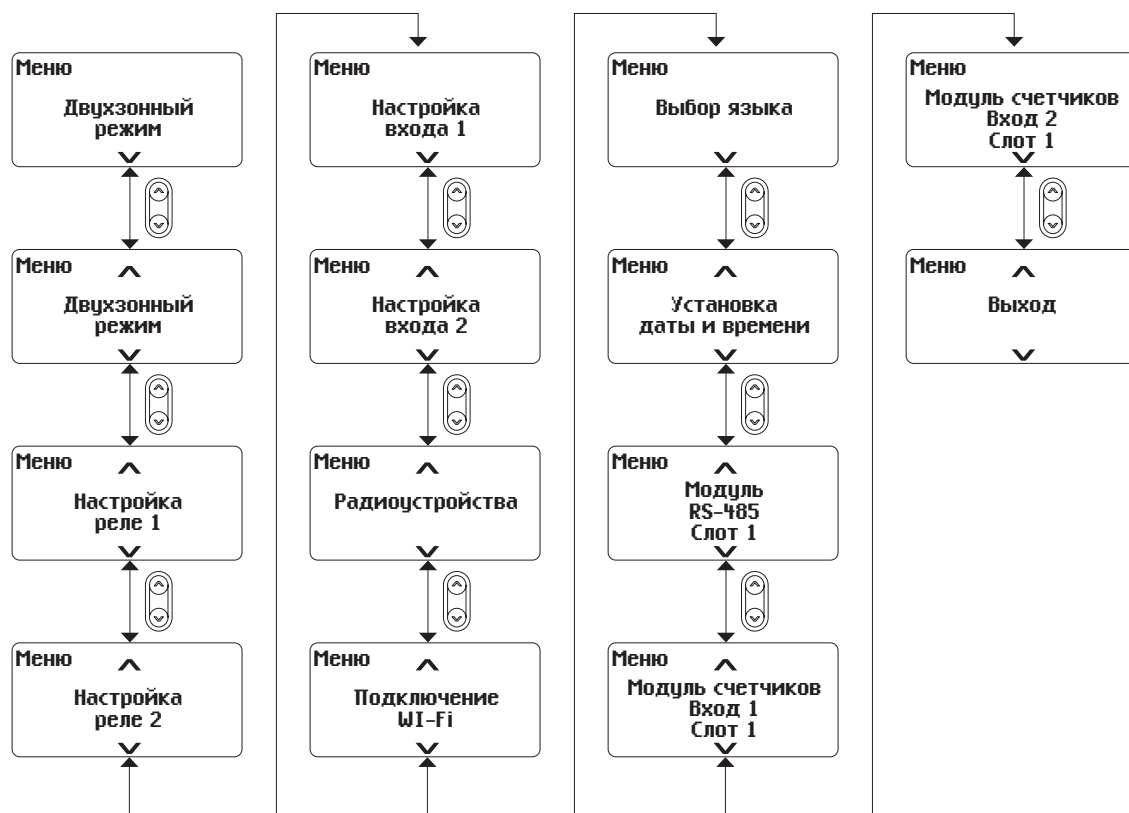 Меню
Двухзонный
режим
Меню
Двухзонный
режим
Меню
Настройка
реле 1
Меню
Настройка
реле 2
Меню
Настройка
входа 1
Меню
Настройка
входа 2
Меню
Радиоустройства
Меню
Подключение
WI-Fi
Меню
Выбор языка
Меню
Установка
даты и времени
Меню
Модуль
RS-485
Слот 1
Меню
Модуль счетчиков
Вход 1
Слот 1
Меню
Модуль счетчиков
Вход 2
Слот 1
Меню
Выход